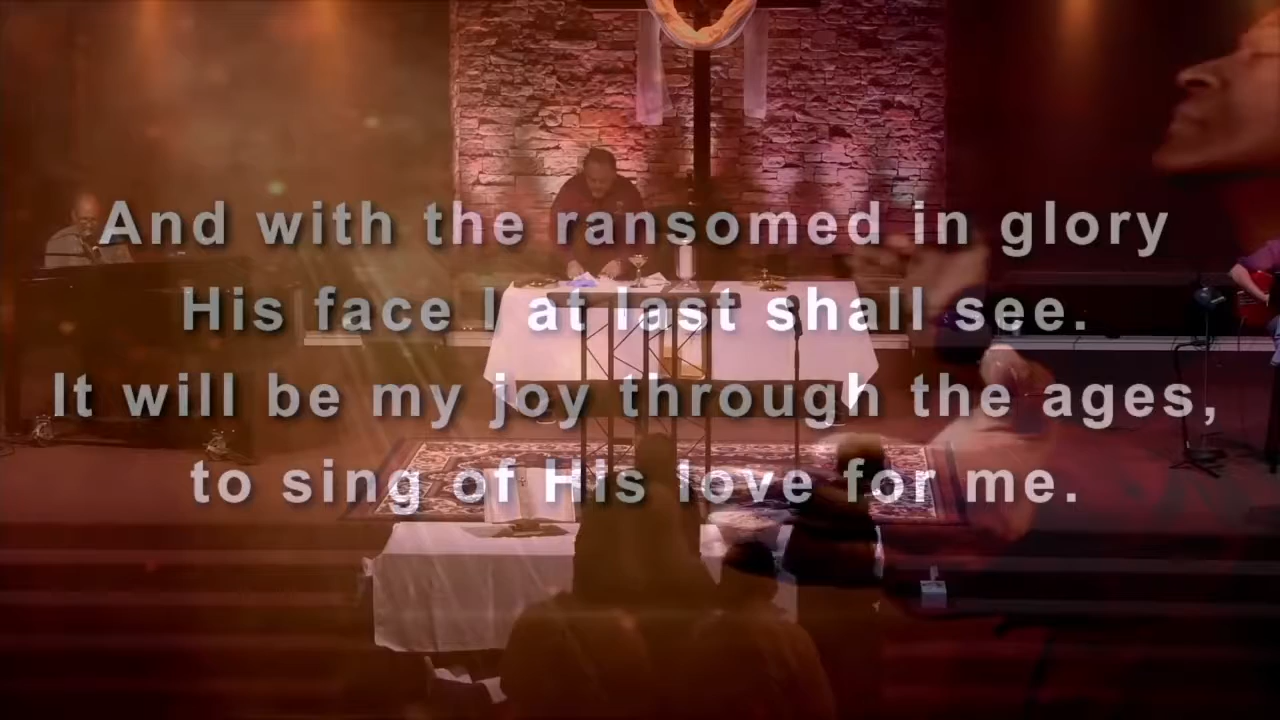 And with the ransomed in glory
His face I at last shall see.
It will be my joy through the ages,
to sing of His love for me.